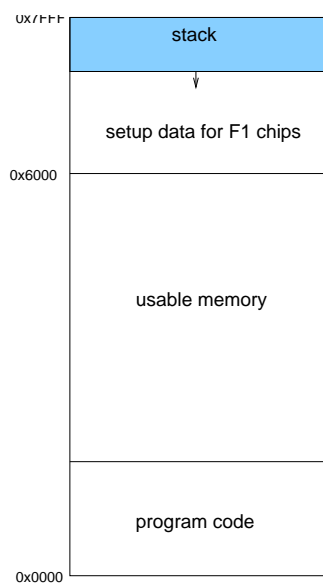 0x7FFF
stack
setup data for F1 chips
0x6000
usable memory
program code
0x0000